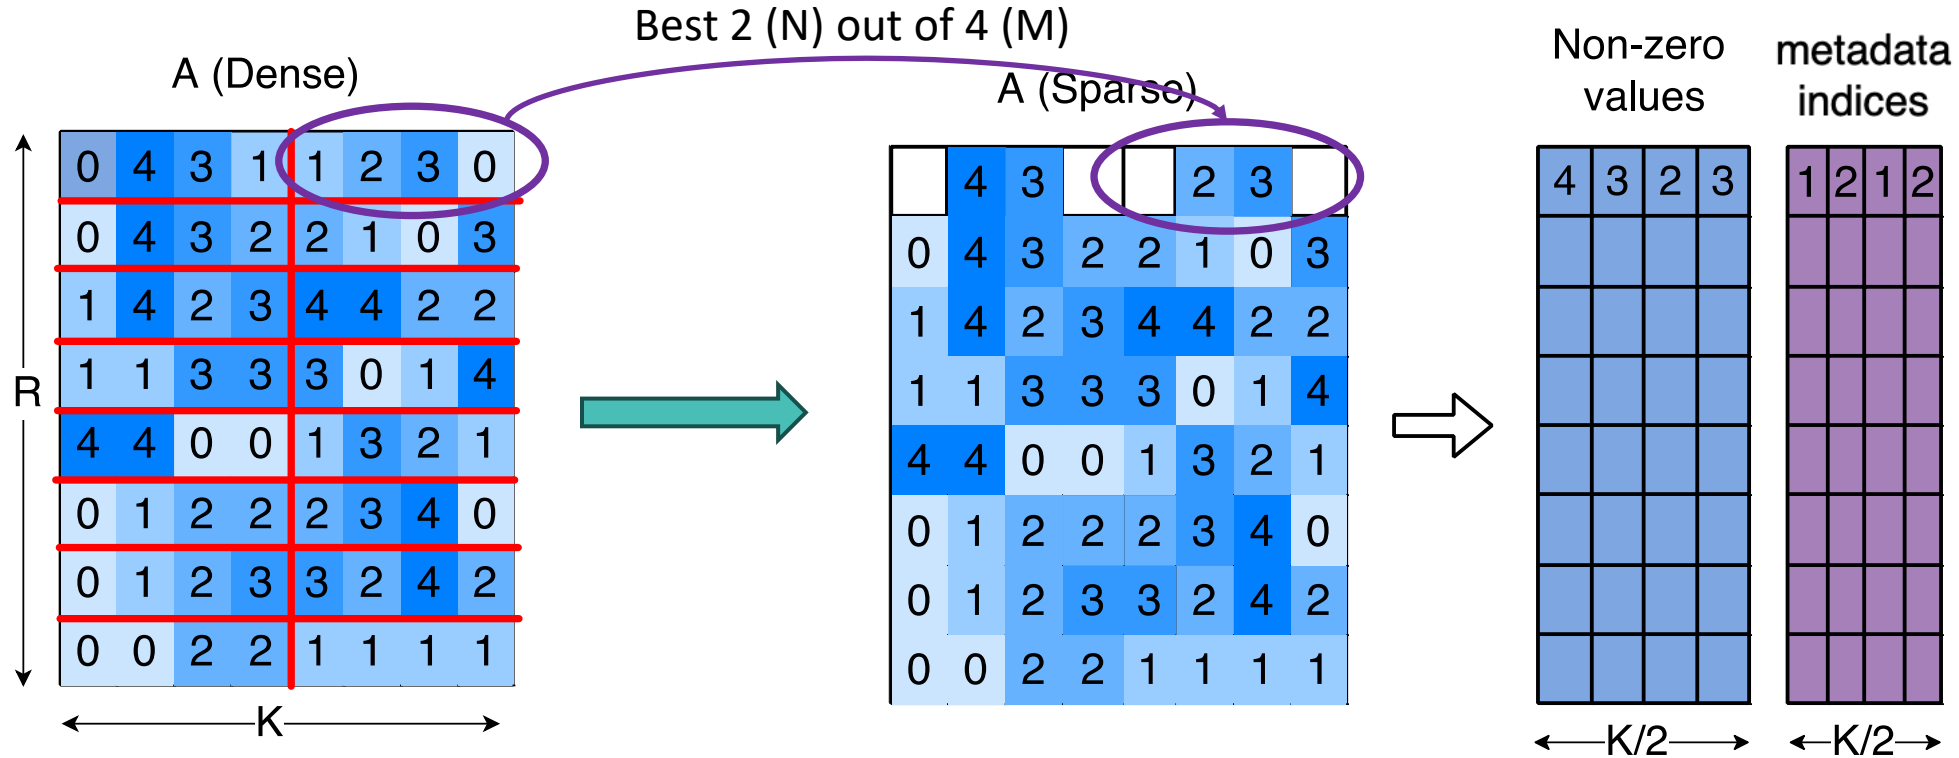 Best 2 (N) out of 4 (M)
A (Dense)
A (Sparse)
Non-zero
values
metadata
indices
0 4 3 1 1 2 3 0
0 4 3 2 2 1 0 3
1 4 2 3 4 4 2 2
1 1 3 3 3 0 1 4
4 4 0 0 1 3 2 1
0 1 2 2 2 3 4 0
0 1 2 3 3 2 4 2
0 0 2 2 1 1 1 1
R
K
4 3 2 3
0 4 3 2 2 1 0 3
1 4 2 3 4 4 2 2
1 1 3 3 3 0 1 4
4 4 0 0 1 3 2 1
0 1 2 2 2 3 4 0
0 1 2 3 3 2 4 2
0 0 2 2 1 1 1 1
4 3 2 3
K/2
1 2 1 2
K/2